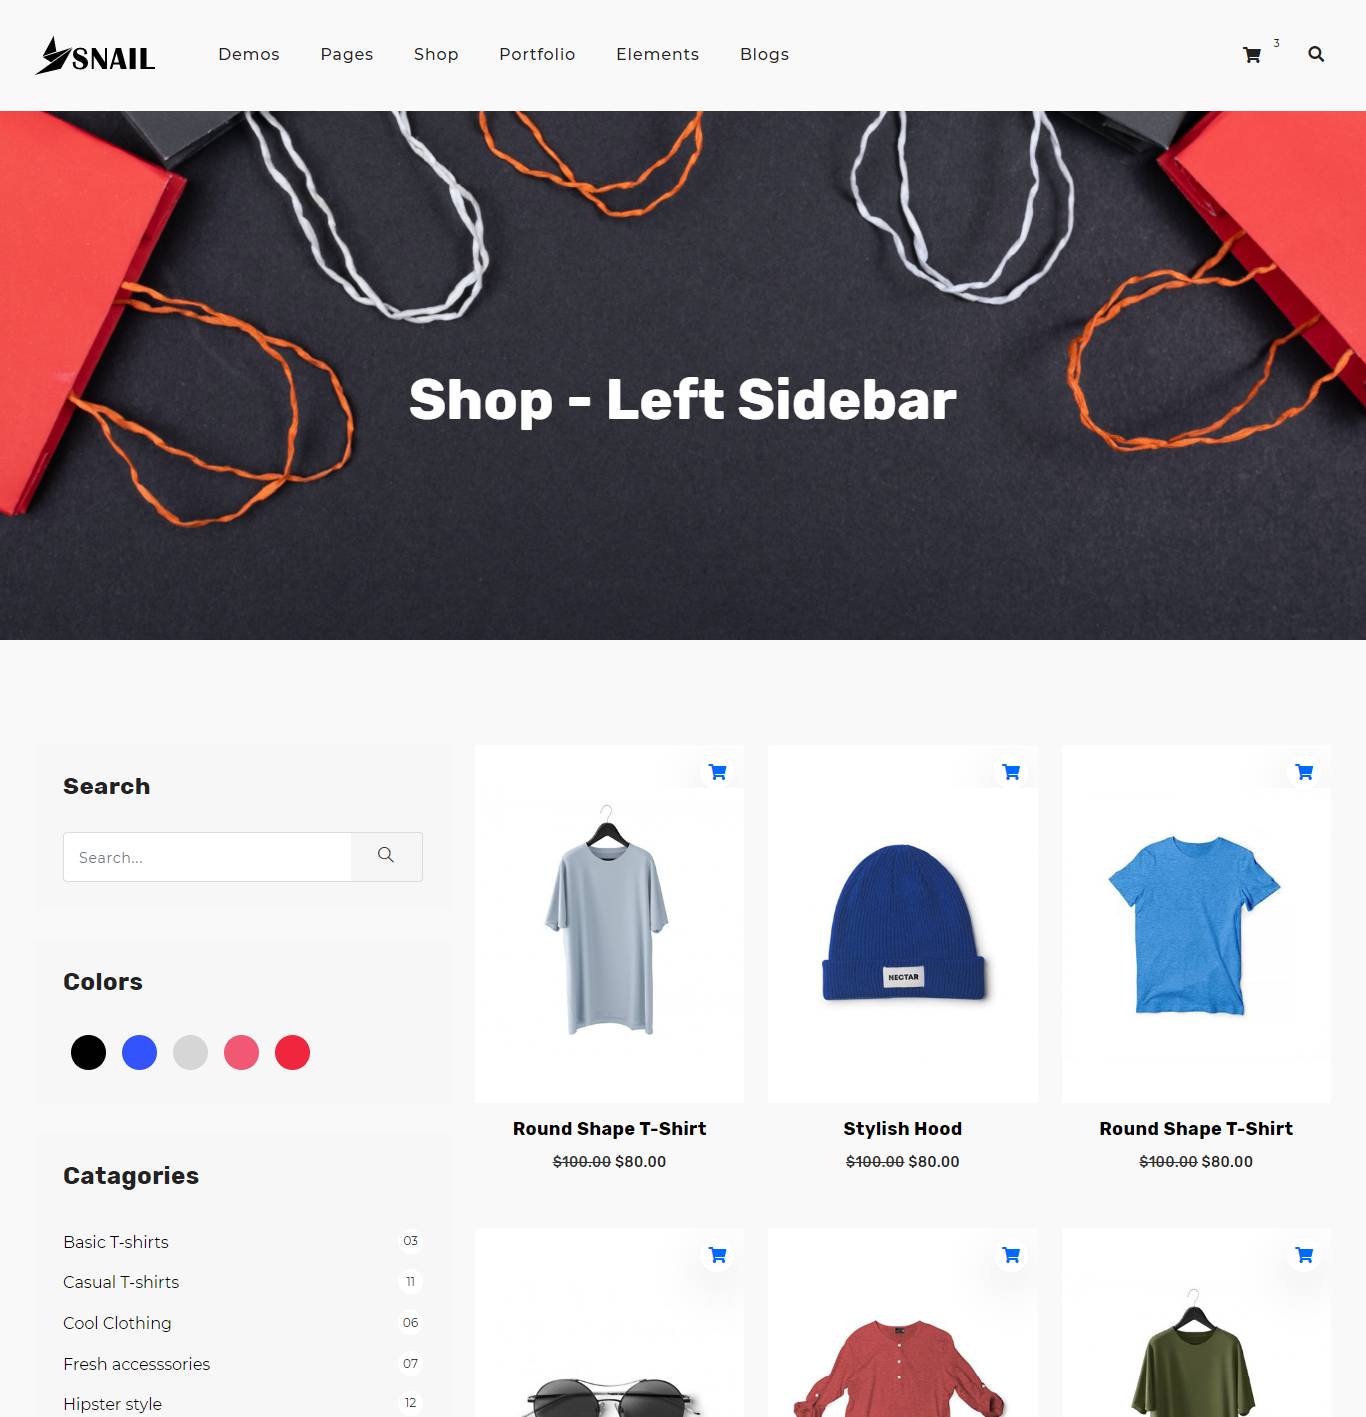 SNAIL Demos Pages Shop Portfolio Elements Blogs 3
Shop - Left Sidebar
Search
Search...
Colors
Catagories
Basic T-shirts 03
Casual T-shirts 11
Cool Clothing 06
Fresh accesssories 07
Hipster style 12
NECTAR
Round Shape T-Shirt
$100.00 $80.00
Stylish Hood
$100.00 $80.00
Round Shape T-Shirt
$100.00 $80.00